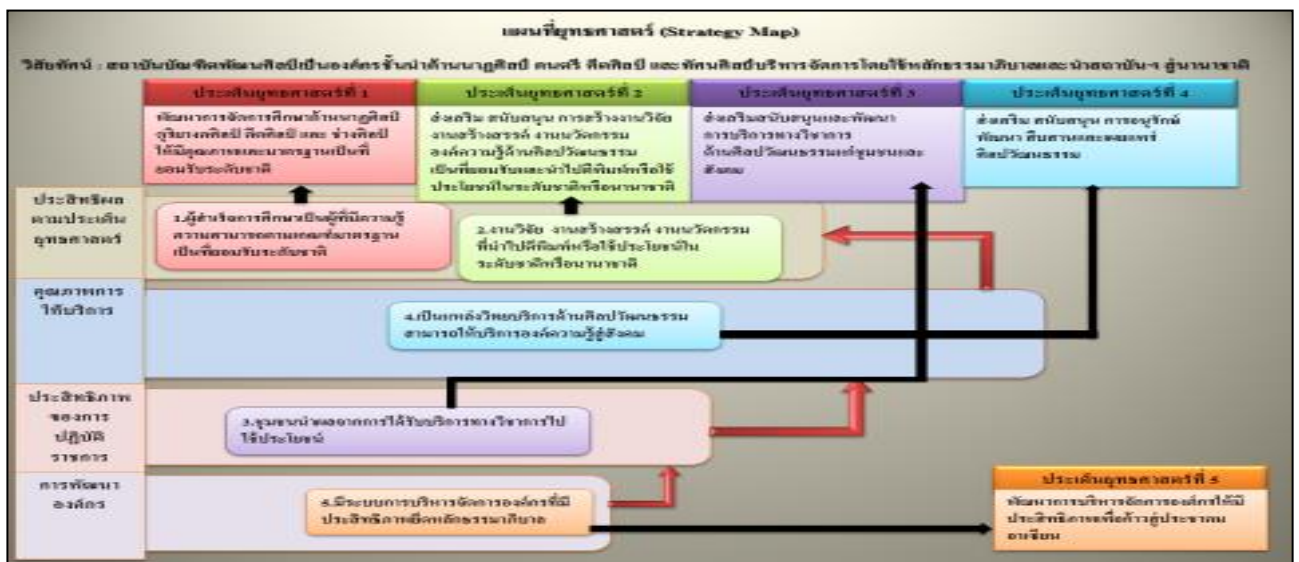 แผนที่ยุทธศาสตร์ (Strategy Map)
วิสัยทัศน์ : สถาบันบัณฑิตพัฒนศิลป์เป็นองค์กรชั้นนำด้านนาฏศิลป์ ดนตรี คีตศิลป์ และทัศนศิลป์บริหารจัดการโดยใช้หลักธรรมาภิบาลและนำสถาบันฯ สู่นานาชาติ
ประเด็นยุทธศาสตร์ที่ 1
พัฒนาการจัดการศึกษาด้านนาฏศิลป์
ดุริยางคศิลป์ คีตศิลป์ และ ช่างศิลป์
ให้มีคุณภาพและมาตรฐานเป็นที่
ยอมรับระดับชาติ
ประเด็นยุทธศาสตร์ที่ 2
ส่งเสริม สนับสนุน การสร้างงานวิจัย
งานสร้างสรรค์ งานนวัตกรรม
องค์ความรู้ด้านศิลปวัฒนธรรม
เป็นที่ยอมรับและนำไปตีพิมพ์หรือใช้
ประโยชน์ในระดับชาติหรือนานาชาติ
ประเด็นยุทธศาสตร์ที่ 3
ส่งเสริมสนับสนุนและพัฒนา
การบริการทางวิชาการ
ด้านศิลปวัฒนธรรมแก่ชุมชนและ
สังคม
ประเด็นยุทธศาสตร์ที่ 4
ส่งเสริม สนับสนุน การอนุรักษ์
พัฒนา สืบสานและเผยแพร่
ศิลปวัฒนธรรม
ประสิทธิผล
ตามประเด็น
ยุทธศาสตร์
1.ผู้สำเร็จการศึกษาเป็นผู้ที่มีความรู้
ความสามารถตามเกณฑ์มาตรฐาน
เป็นที่ยอมรับระดับชาติ
2.งานวิจัย งานสร้างสรรค์ งานนวัตกรรม
ที่นำไปตีพิมพ์หรือใช้ประโยชน์ใน
ระดับชาติหรือนานาชาติ
คุณภาพการ
ให้บริการ
4.เป็นแหล่งวิทยบริการด้านศิลปวัฒนธรรม
สามารถให้บริการองค์ความรู้สู่สังคม
ประสิทธิภาพ
ของการ
ปฏิบัติ
ราชการ
3.ชุมชนนำผลจากการได้รับบริการทางวิชาการไป
ใช้ประโยชน์
การพัฒนา
องค์กร
5.มีระบบการบริหารจัดการองค์กรที่มี
ประสิทธิภาพยึดหลักธรรมาภิบาล
ประเด็นยุทธศาสตร์ที่ 5
พัฒนาการบริหารจัดการองค์กรให้มี
ประสิทธิภาพเพื่อก้าวสู่ประชาคม
อาเซียน